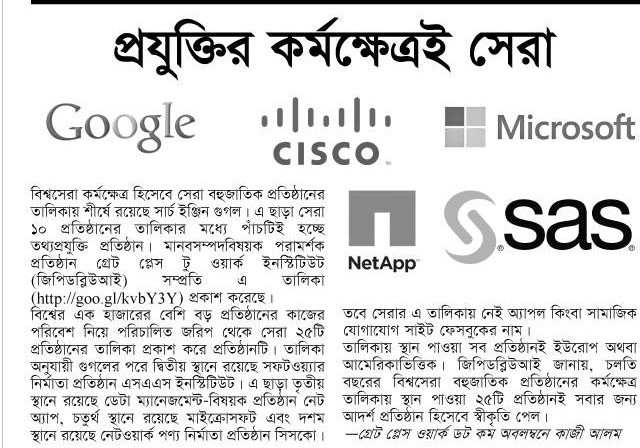 প্রযুক্তির কর্মক্ষেত্রই সেরা
Google
CISCO
Microsoft
NetApp
sas
বিশ্বসেরা কর্মক্ষেত্র হিসেবে সেরা বহুজাতিক প্রতিষ্ঠানের
তালিকায় শীর্ষে রয়েছে সার্চ ইঞ্জিন গুগল। এ ছাড়া সেরা
১০ প্রতিষ্ঠানের তালিকার মধ্যে পাঁচটিই হচ্ছে
তথ্যপ্রযুক্তি প্রতিষ্ঠান। মানবসম্পদবিষয়ক পরামর্শক
প্রতিষ্ঠান গ্রেট প্লেস টু ওয়ার্ক ইনস্টিটিউট
(জিপিডব্লিউআই) সম্প্রতি এ তালিকা
(http://goo.gl/kvbY3Y) প্রকাশ করেছে।
বিশ্বের এক হাজারের বেশি বড় প্রতিষ্ঠানের কাজের
পরিবেশ নিয়ে পরিচালিত জরিপ থেকে সেরা ২৫টি
প্রতিষ্ঠানের তালিকা প্রকাশ করে প্রতিষ্ঠানটি। তালিকা
অনুযায়ী গুগলের পরে দ্বিতীয় স্থানে রয়েছে সফটওয়্যার
নির্মাতা প্রতিষ্ঠান এসএএস ইনস্টিটিউট। এ ছাড়া তৃতীয়
স্থানে রয়েছে ডেটা ম্যানেজমেন্ট-বিষয়ক প্রতিষ্ঠান নেট
অ্যাপ, চতুর্থ স্থানে রয়েছে মাইক্রোসফট এবং দশম
স্থানে রয়েছে নেটওয়ার্ক পণ্য নির্মাতা প্রতিষ্ঠান সিসকো।
তবে সেরার এ তালিকায় নেই অ্যাপল কিংবা সামাজিক
যোগাযোগ সাইট ফেসবুকের নাম।
তালিকায় স্থান পাওয়া সব প্রতিষ্ঠানই ইউরোপ অথবা
আমেরিকাভিত্তিক। জিপিডব্লিউআই জানায়, চলতি
বছরের বিশ্বসেরা বহুজাতিক প্রতিষ্ঠানের কর্মক্ষেত্র
তালিকায় স্থান পাওয়া ২৫টি প্রতিষ্ঠানই সবার জন্য
আদর্শ প্রতিষ্ঠান হিসেবে স্বীকৃতি পেল।
—গ্রেট প্লেস ওয়ার্ক ডট কম অবলম্বনে কাজী আলম